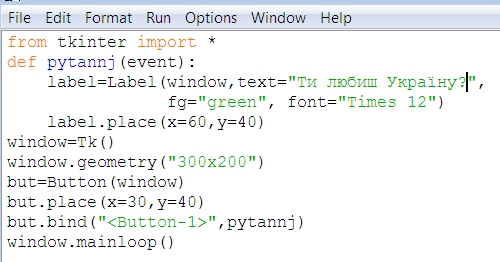 File Edit Format Run Options Window Help
from tkinter import *
def pytannj(event):
    label=Label(window,text="Ти любиш Україну?",
                fg="green", font="Times 12")
    label.place(x=60,y=40)
window=Tk()
window.geometry("300x200")
but=Button(window)
but.place(x=30,y=40)
but.bind("<Button-1>",pytannj)
window.mainloop()